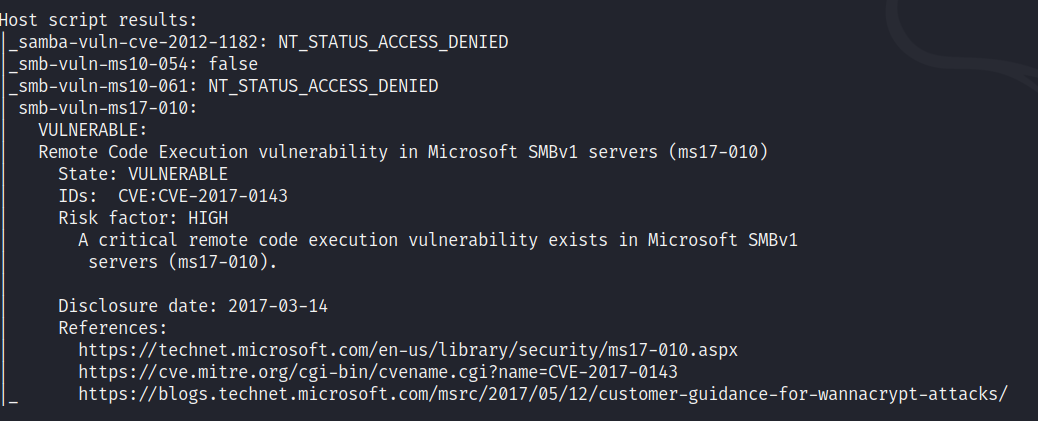 Host script results:
|_samba-vuln-cve-2012-1182: NT_STATUS_ACCESS_DENIED
|_smb-vuln-ms10-054: false
|_smb-vuln-ms10-061: NT_STATUS_ACCESS_DENIED
| smb-vuln-ms17-010:
|   VULNERABLE:
|   Remote Code Execution vulnerability in Microsoft SMBv1 servers (ms17-010)
|     State: VULNERABLE
|     IDs:  CVE:CVE-2017-0143
|     Risk factor: HIGH
|       A critical remote code execution vulnerability exists in Microsoft SMBv1
|        servers (ms17-010).
|
|     Disclosure date: 2017-03-14
|     References:
|       https://technet.microsoft.com/en-us/library/security/ms17-010.aspx
|       https://cve.mitre.org/cgi-bin/cvename.cgi?name=CVE-2017-0143
|_      https://blogs.technet.microsoft.com/msrc/2017/05/12/customer-guidance-for-wannacrypt-attacks/